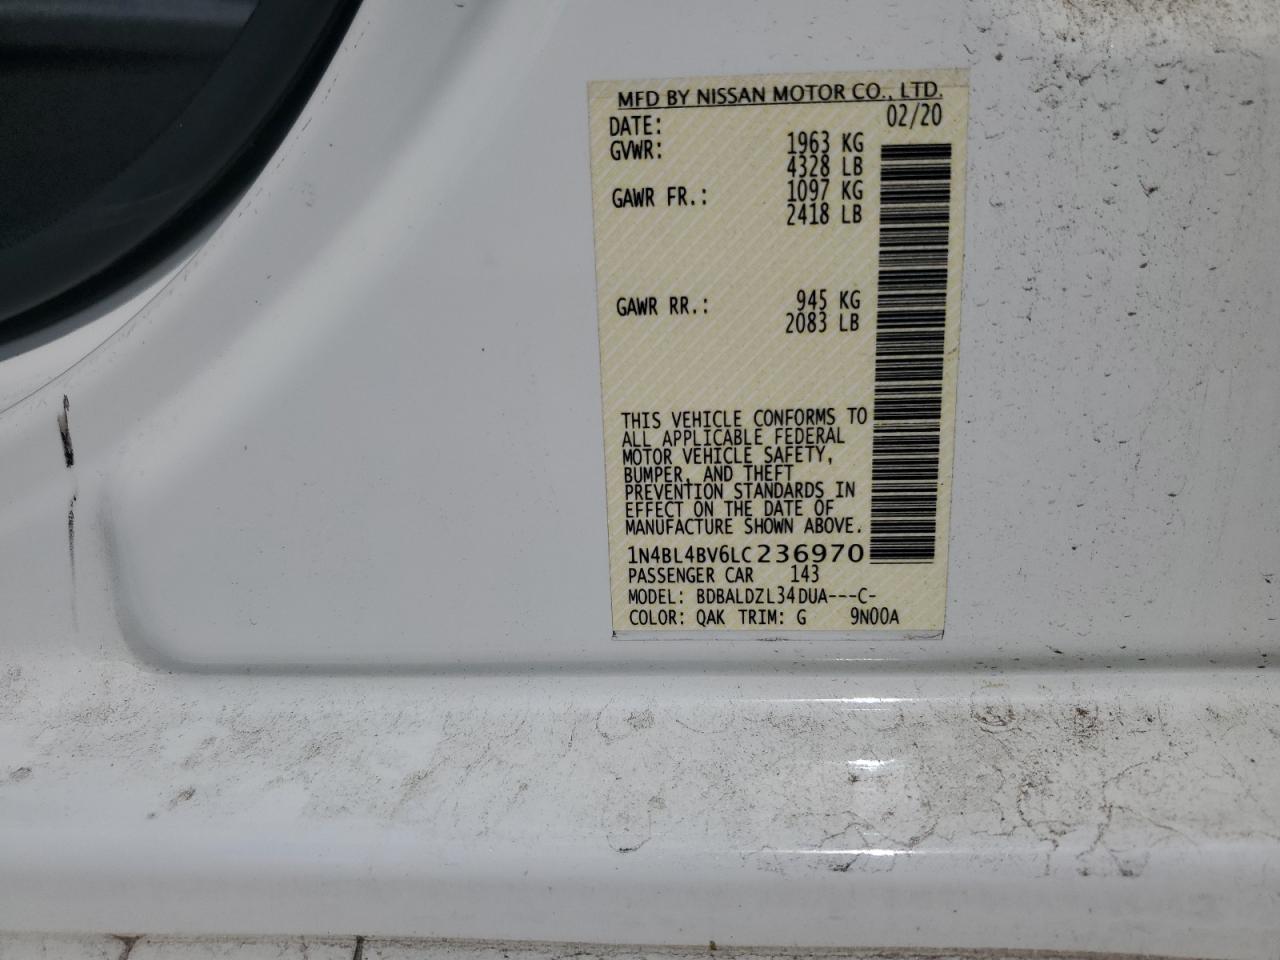 MFD BY NISSAN MOTOR CO., LTD.
DATE: 02/20
GVWR: 1963 KG
4328 LB
GAWR FR.: 1097 KG
2418 LB
GAWR RR.: 945 KG
2083 LB
THIS VEHICLE CONFORMS TO
ALL APPLICABLE FEDERAL
MOTOR VEHICLE SAFETY,
BUMPER, AND THEFT
PREVENTION STANDARDS IN
EFFECT ON THE DATE OF
MANUFACTURE SHOWN ABOVE.
1N4BL4BV6LC236970
PASSENGER CAR 143
MODEL: BDBALDZL34DUA---C-
COLOR: QAK TRIM: G 9N00A